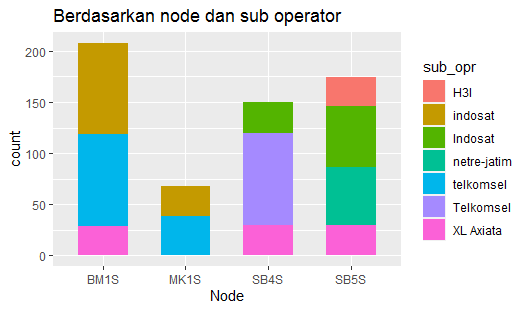 Berdasarkan node dan sub operator
count
200
150
100
50
0
BM1S MK1S SB4S SB5S
Node
sub_opr
H3I
indosat
Indosat
netre-jatim
telkomsel
Telkomsel
XL Axiata